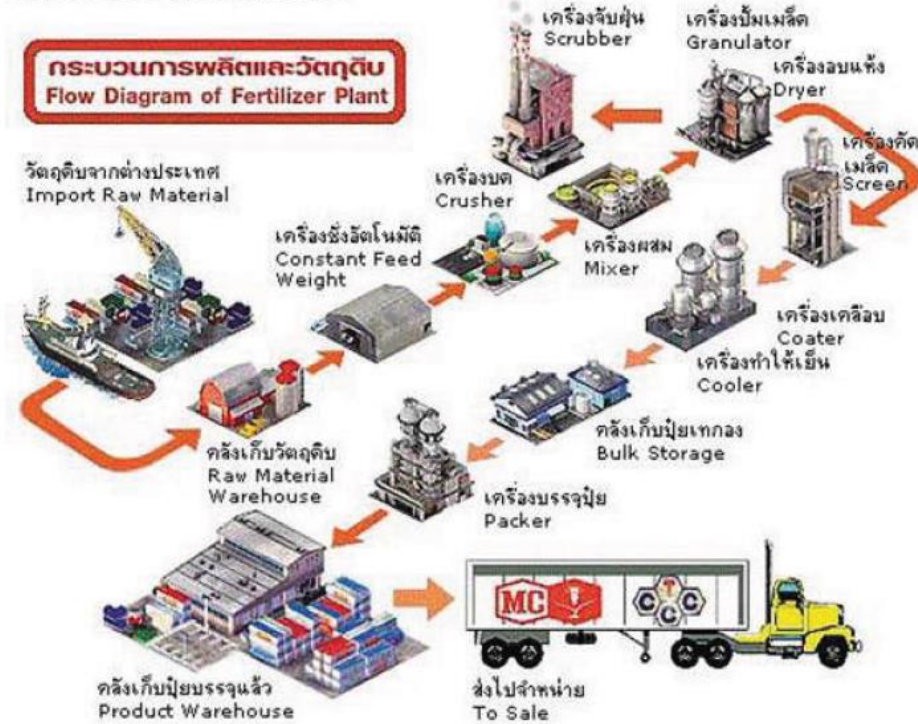 กระบวนการผลิตและวัตถุดิบ
Flow Diagram of Fertilizer Plant
วัตถุดิบจากต่างประเทศ
Import Raw Material
คลังเก็บวัตถุดิบ
Raw Material
Warehouse
เครื่องชั่งอัตโนมัติ
Constant Feed
Weight
เครื่องบด
Crusher
เครื่องผสม
Mixer
เครื่องปั้มเมล็ด
Granulator
เครื่องอบแห้ง
Dryer
เครื่องจับฝุ่น
Scrubber
เครื่องคัด
เมล็ด
Screen
เครื่องเคลือบ
Coater
เครื่องทำให้เย็น
Cooler
คลังเก็บปุ๋ยเทกอง
Bulk Storage
เครื่องบรรจุปุ๋ย
Packer
คลังเก็บปุ๋ยบรรจุแล้ว
Product Warehouse
MC
CCC
ส่งไปจำหน่าย
To Sale